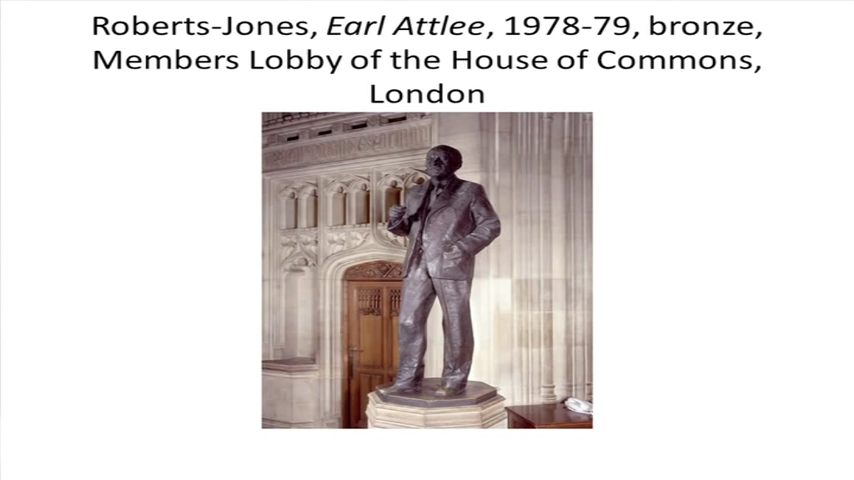 Roberts-Jones, Earl Attlee, 1978-79, bronze,
Members Lobby of the House of Commons,
London